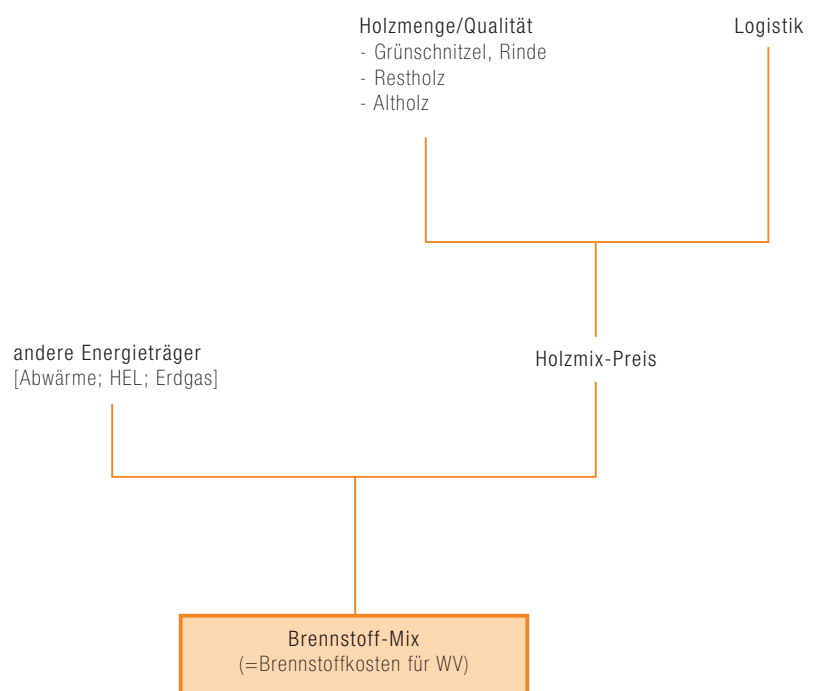 Holzmenge/Qualität
- Grünschnitzel, Rinde
- Restholz
- Altholz
Logistik
andere Energieträger
[Abwärme; HEL; Erdgas]
Holzmix-Preis
Brennstoff-Mix
(=Brennstoffkosten für WV)